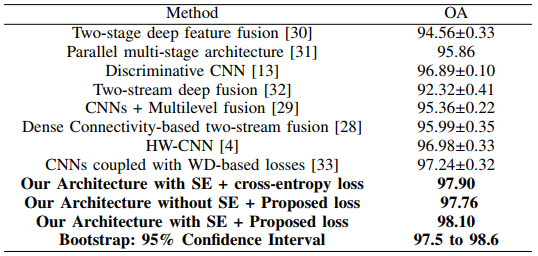 Method OA
Two-stage deep feature fusion [30] 94.56±0.33
Parallel multi-stage architecture [31] 95.86
Discriminative CNN [13] 96.89±0.10
Two-stream deep fusion [32] 92.32±0.41
CNNs + Multilevel fusion [29] 95.36±0.22
Dense Connectivity-based two-stream fusion [28] 95.99±0.35
HW-CNN [4] 96.98±0.33
CNNs coupled with WD-based losses [33] 97.24±0.32
Our Architecture with SE + cross-entropy loss 97.90
Our Architecture without SE + Proposed loss 97.76
Our Architecture with SE + Proposed loss 98.10
Bootstrap: 95% Confidence Interval 97.5 to 98.6